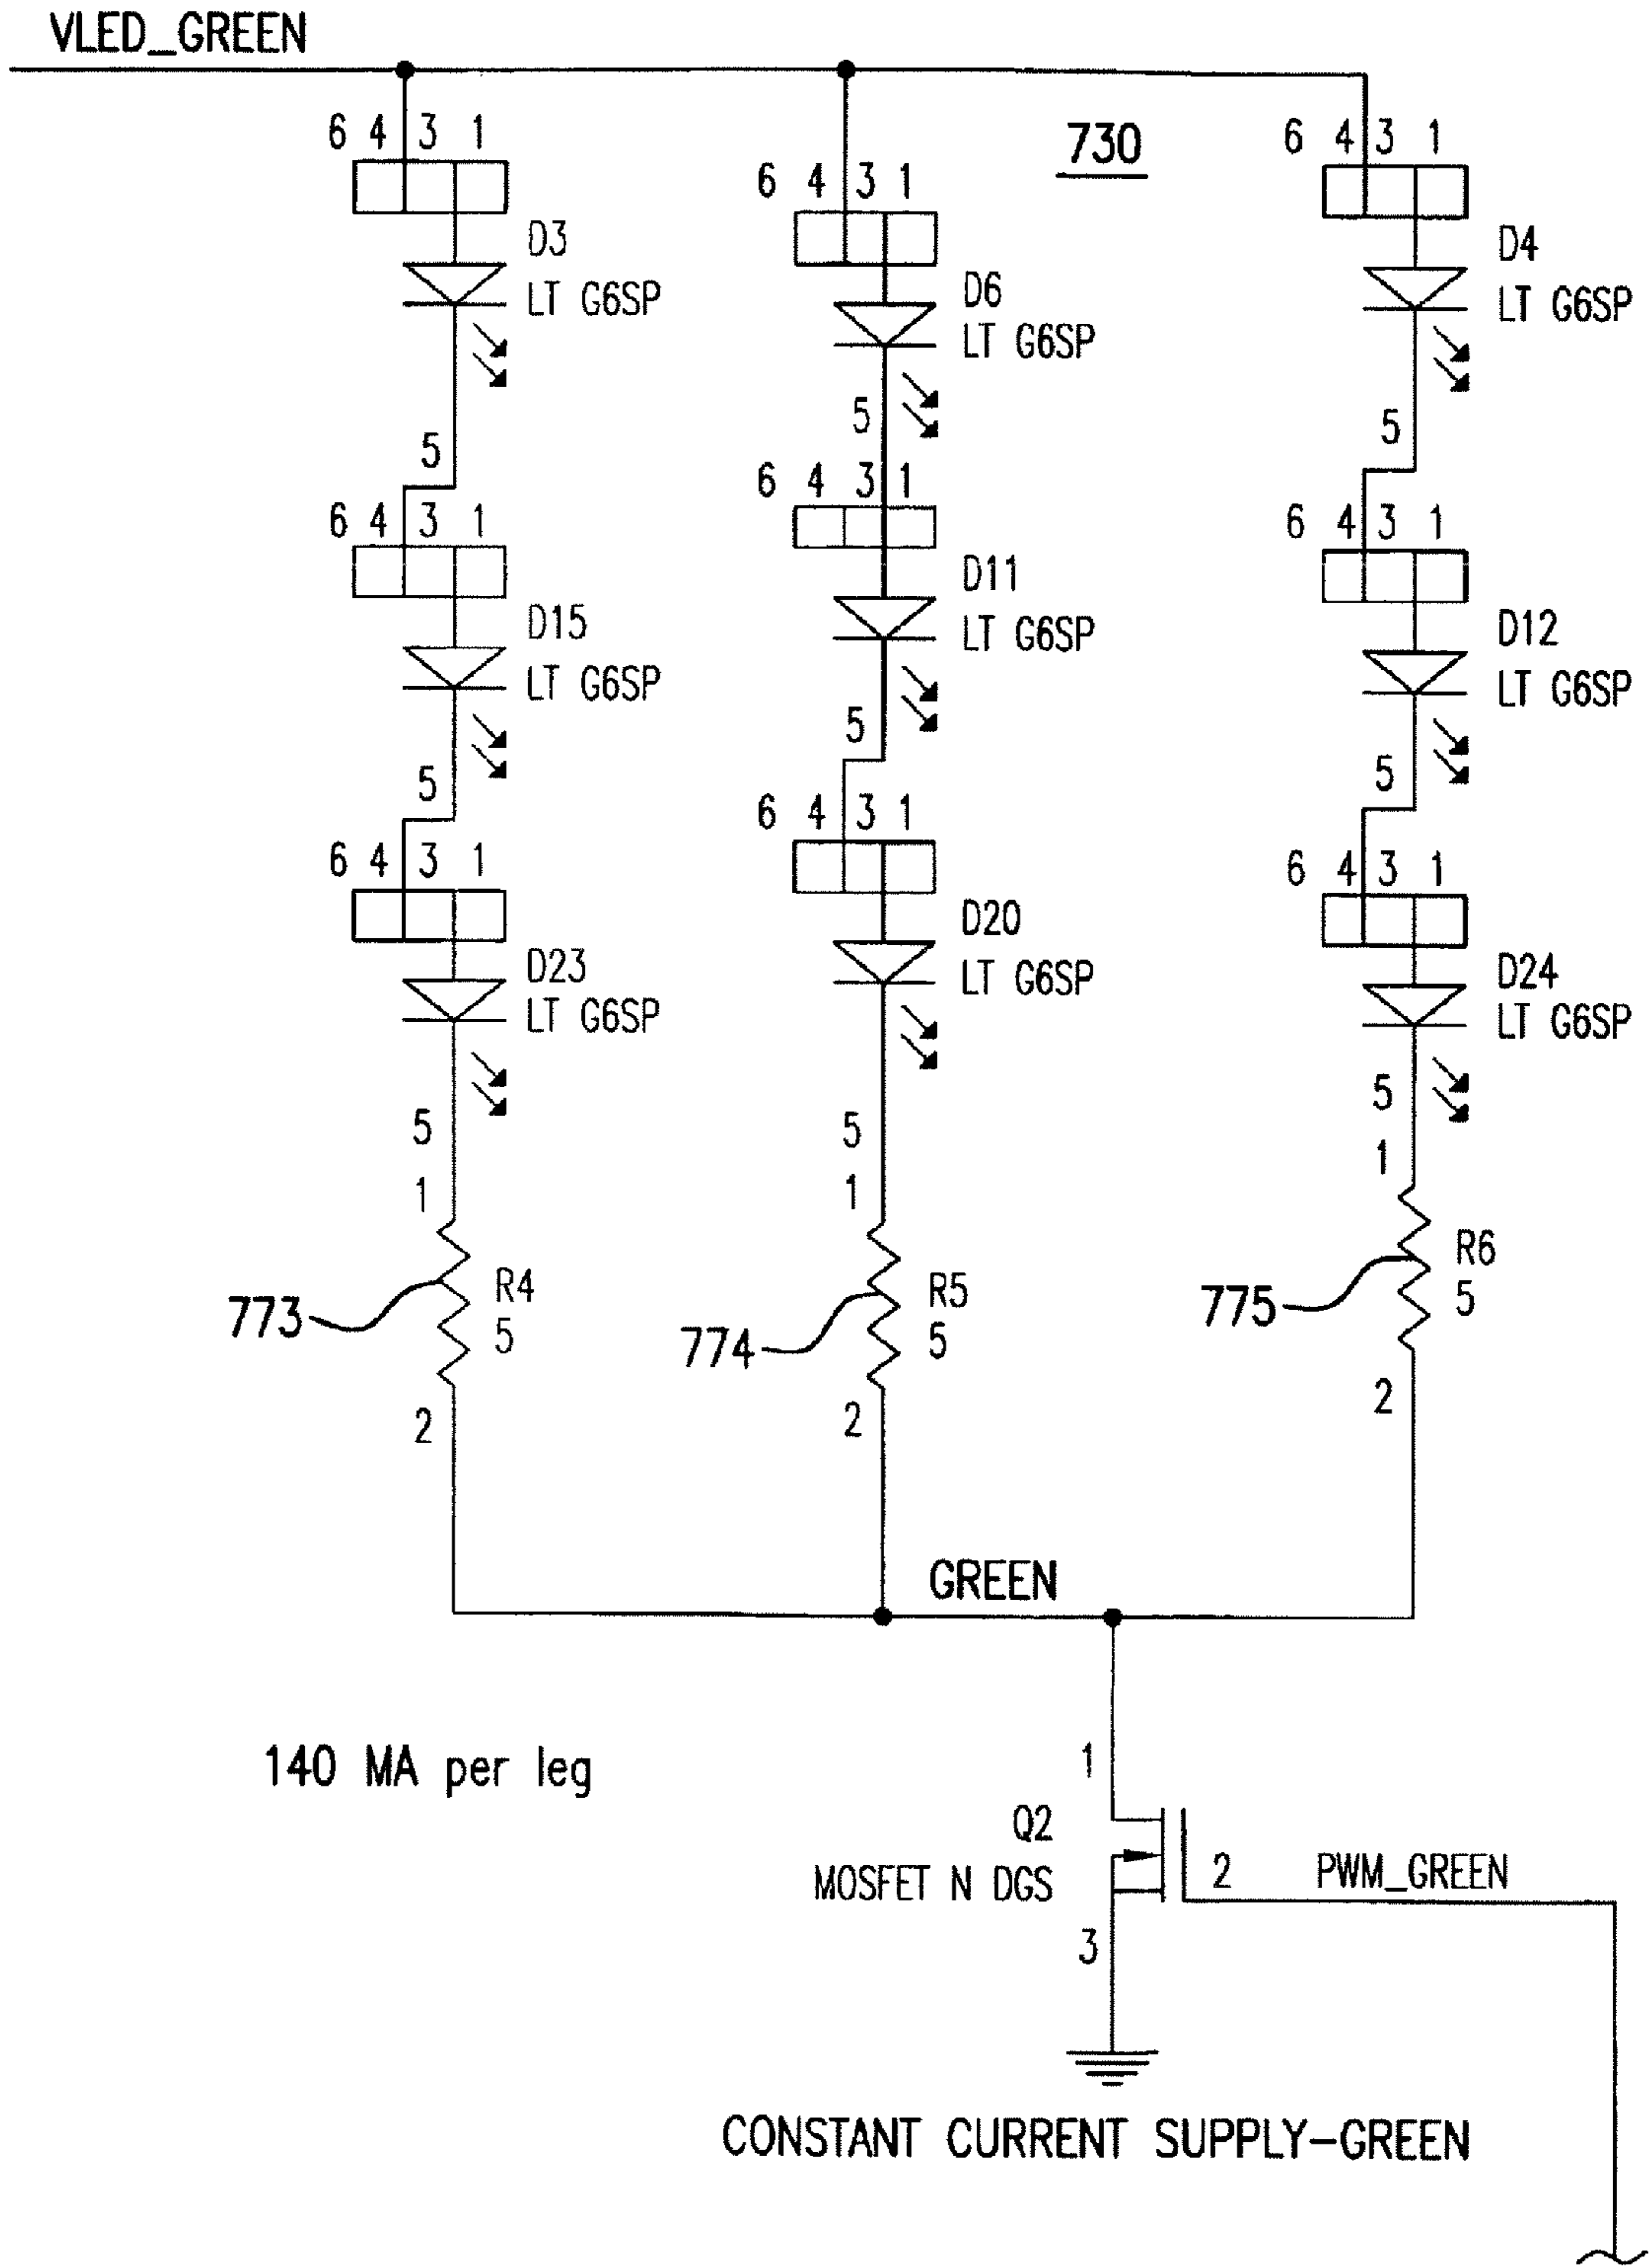 VLED_GREEN
6 4 3 1
6 4 3 1
730
6 4 3 1
D3
LT G6SP
D6
LT G6SP
D4
LT G6SP
5
5
5
6 4 3 1
6 4 3 1
6 4 3 1
D15
LT G6SP
D11
LT G6SP
D12
LT G6SP
5
5
5
6 4 3 1
6 4 3 1
6 4 3 1
D23
LT G6SP
D20
LT G6SP
D24
LT G6SP
5
5
5
1
1
1
773
R4
5
774
R5
5
775
R6
5
2
2
2
GREEN
140 MA per leg
1
Q2
MOSFET N DGS
2
PWM_GREEN
3
CONSTANT CURRENT SUPPLY-GREEN